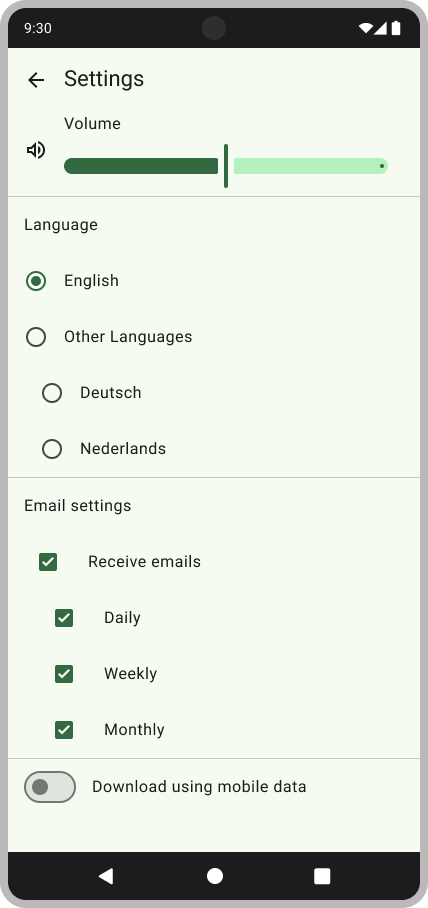 9:30
Settings
Volume
Language
English
Other Languages
Deutsch
Nederlands
Email settings
Receive emails
Daily
Weekly
Monthly
Download using mobile data